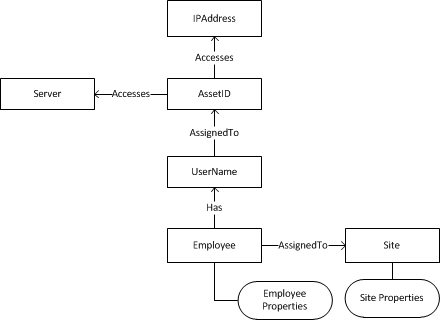 IPAddress
Accesses
Server
Accesses
AssetID
AssignedTo
UserName
Has
Employee
AssignedTo
Site
Employee
Properties
Site Properties